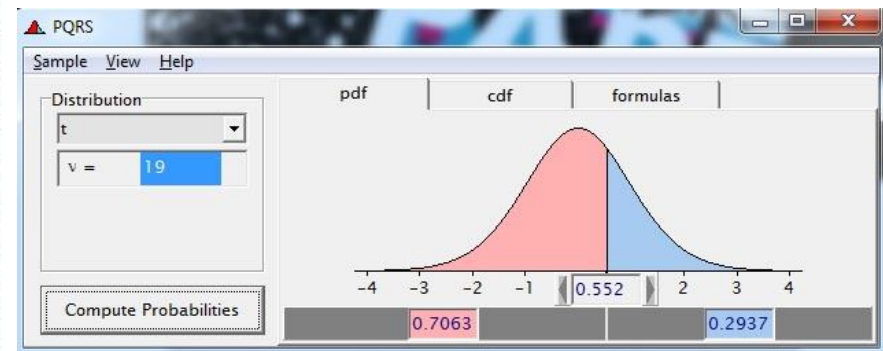 PQRS
Sample View Help
Distribution
t
ν = 19
Compute Probabilities
pdf cdf formulas
-4 -3 -2 -1 0.552 2 3 4
0.7063 0.2937